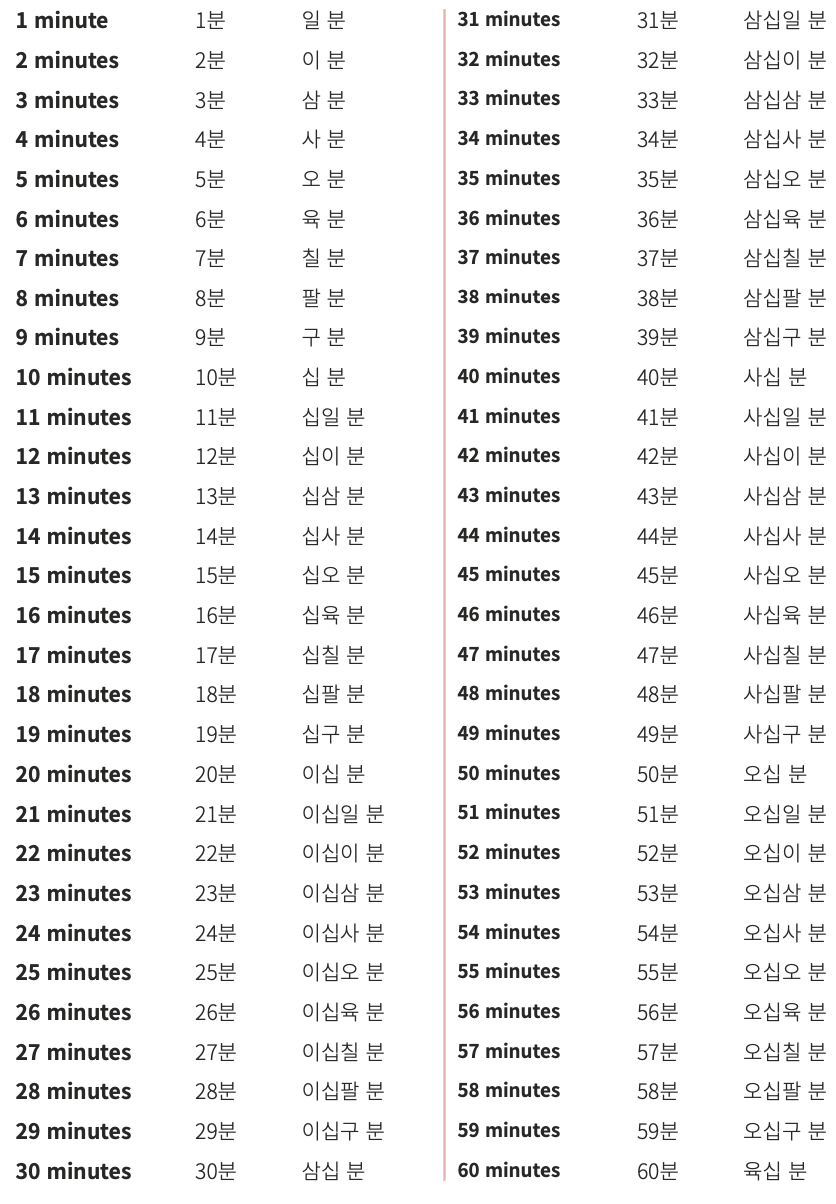 1 minute 1분 일 분
2 minutes 2분 이 분
3 minutes 3분 삼 분
4 minutes 4분 사 분
5 minutes 5분 오 분
6 minutes 6분 육 분
7 minutes 7분 칠 분
8 minutes 8분 팔 분
9 minutes 9분 구 분
10 minutes 10분 십 분
11 minutes 11분 십일 분
12 minutes 12분 십이 분
13 minutes 13분 십삼 분
14 minutes 14분 십사 분
15 minutes 15분 십오 분
16 minutes 16분 십육 분
17 minutes 17분 십칠 분
18 minutes 18분 십팔 분
19 minutes 19분 십구 분
20 minutes 20분 이십 분
21 minutes 21분 이십일 분
22 minutes 22분 이십이 분
23 minutes 23분 이십삼 분
24 minutes 24분 이십사 분
25 minutes 25분 이십오 분
26 minutes 26분 이십육 분
27 minutes 27분 이십칠 분
28 minutes 28분 이십팔 분
29 minutes 29분 이십구 분
30 minutes 30분 삼십 분
31 minutes 31분 삼십일 분
32 minutes 32분 삼십이 분
33 minutes 33분 삼십삼 분
34 minutes 34분 삼십사 분
35 minutes 35분 삼십오 분
36 minutes 36분 삼십육 분
37 minutes 37분 삼십칠 분
38 minutes 38분 삼십팔 분
39 minutes 39분 삼십구 분
40 minutes 40분 사십 분
41 minutes 41분 사십일 분
42 minutes 42분 사십이 분
43 minutes 43분 사십삼 분
44 minutes 44분 사십사 분
45 minutes 45분 사십오 분
46 minutes 46분 사십육 분
47 minutes 47분 사십칠 분
48 minutes 48분 사십팔 분
49 minutes 49분 사십구 분
50 minutes 50분 오십 분
51 minutes 51분 오십일 분
52 minutes 52분 오십이 분
53 minutes 53분 오십삼 분
54 minutes 54분 오십사 분
55 minutes 55분 오십오 분
56 minutes 56분 오십육 분
57 minutes 57분 오십칠 분
58 minutes 58분 오십팔 분
59 minutes 59분 오십구 분
60 minutes 60분 육십 분